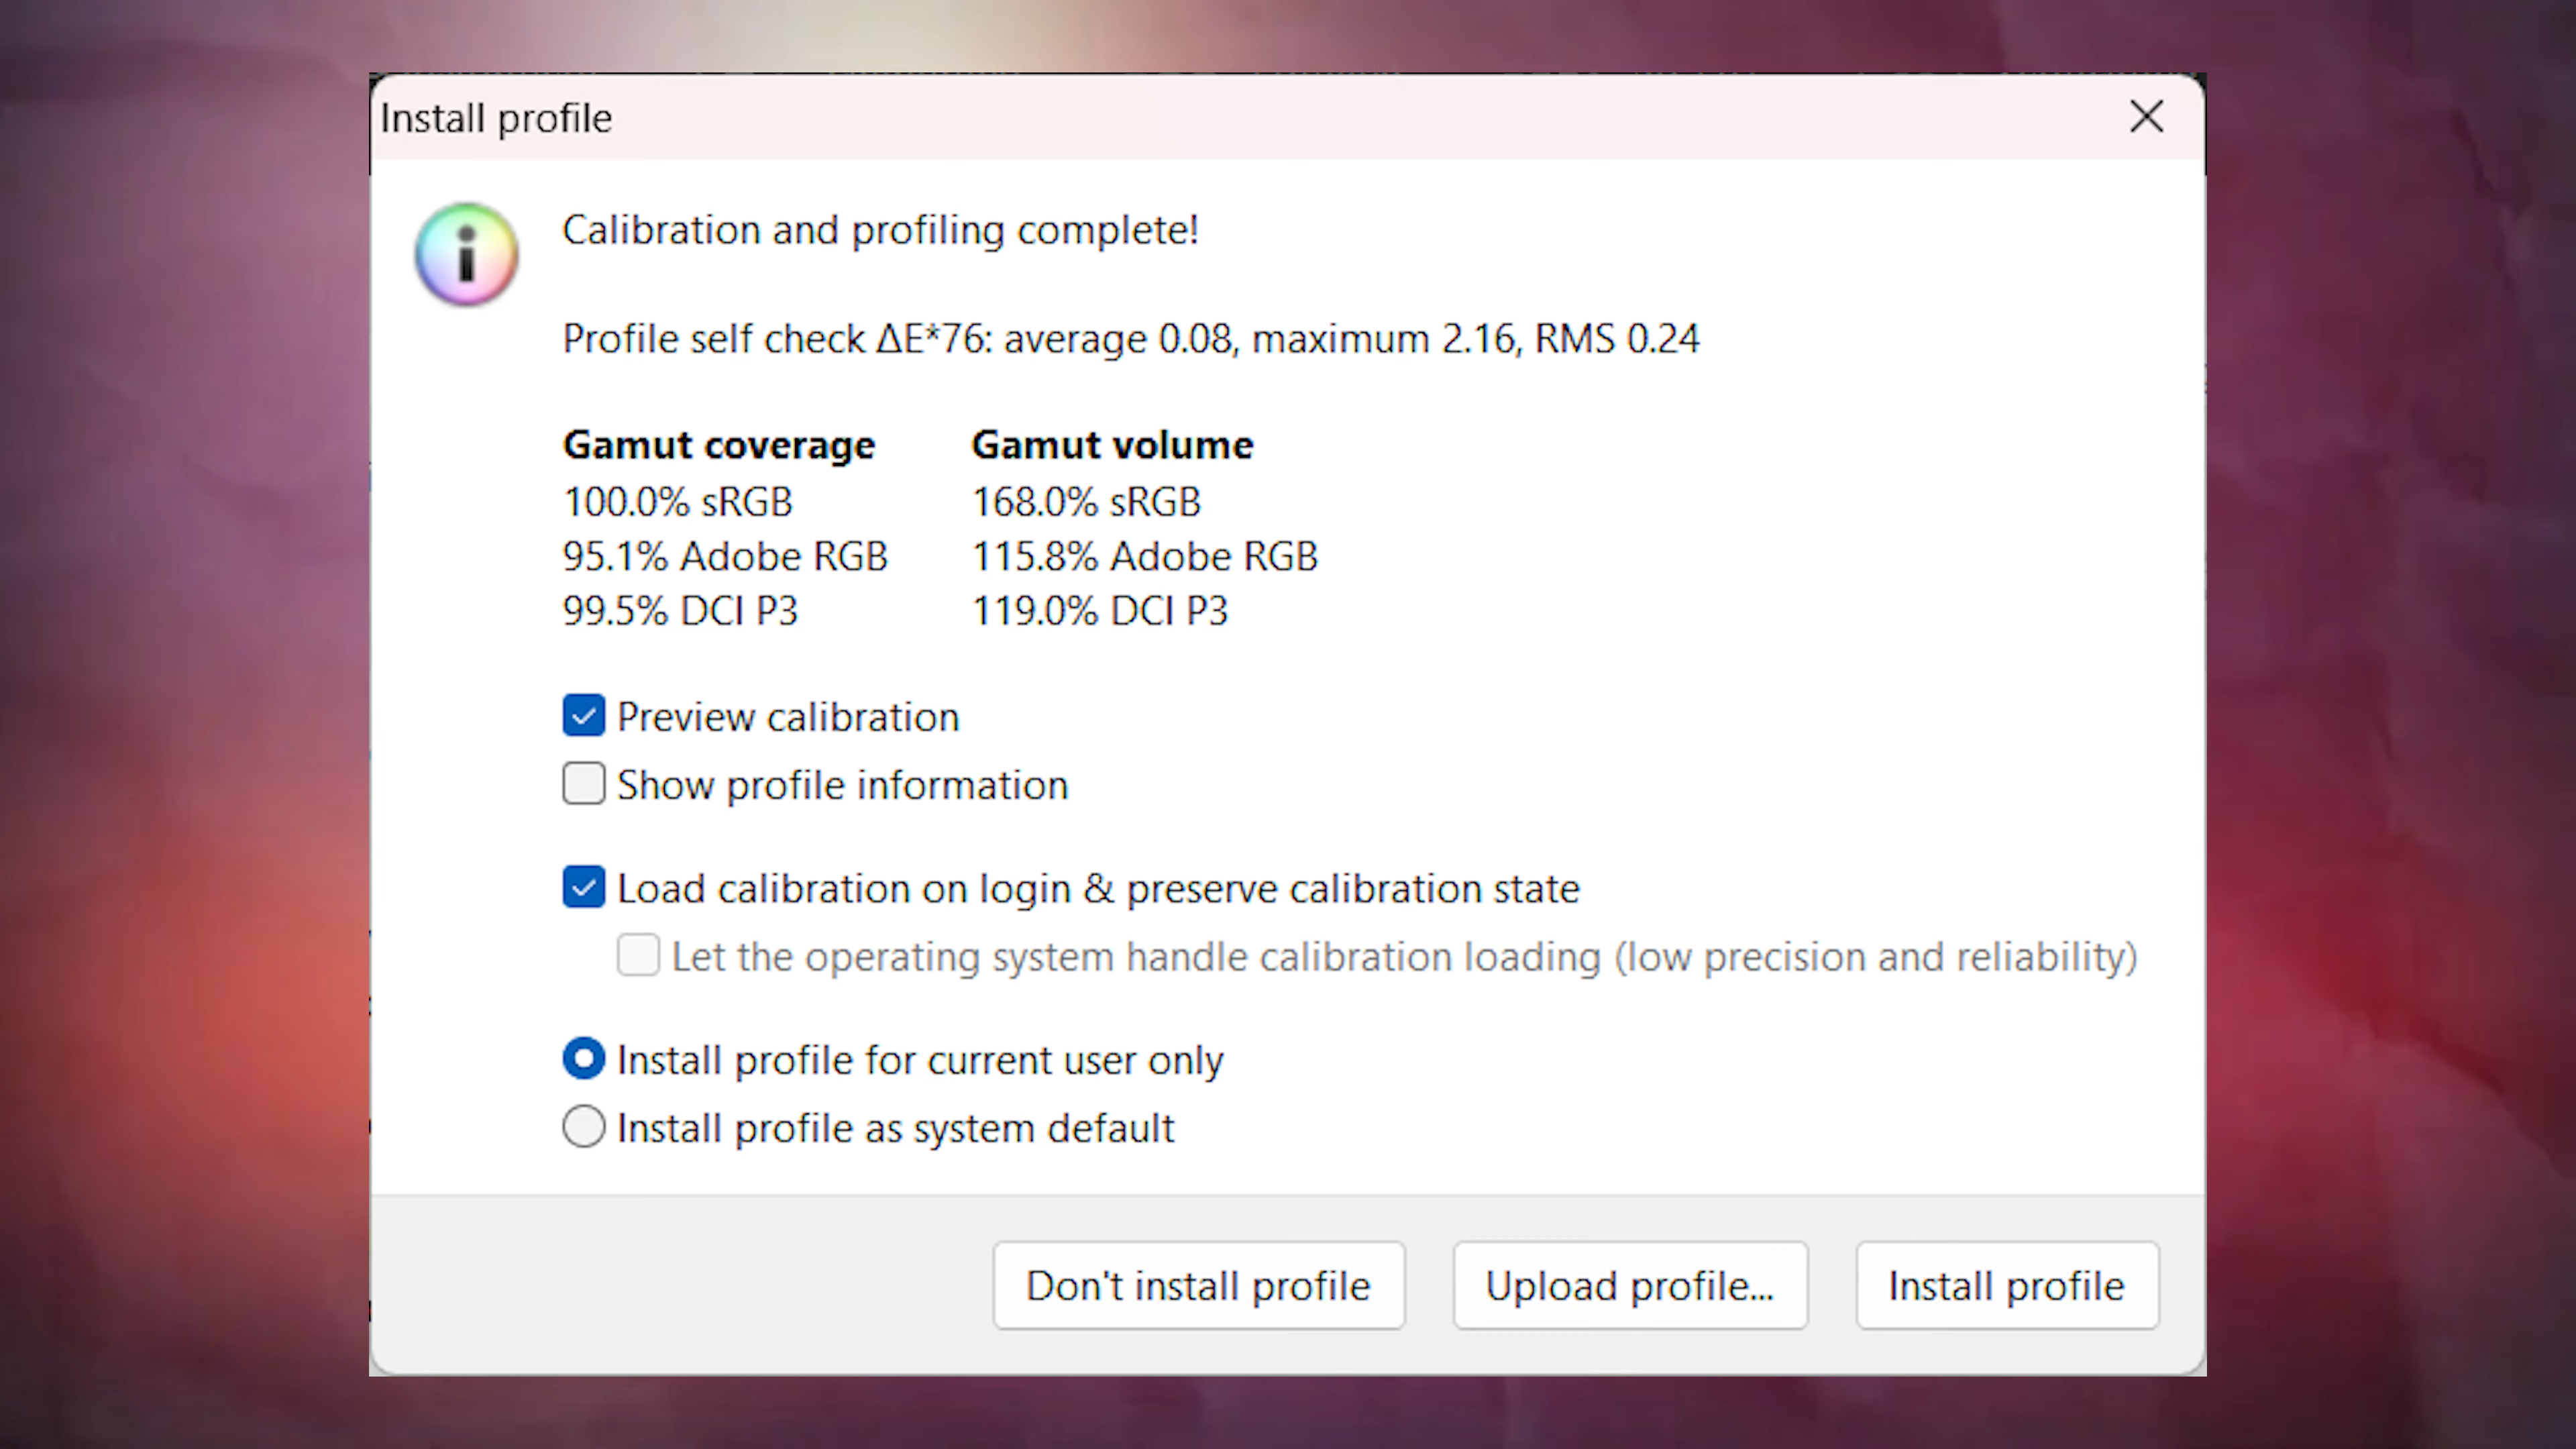 Install profile
Calibration and profiling complete!
Profile self check ΔE*76: average 0.08, maximum 2.16, RMS 0.24
Gamut coverage Gamut volume
100.0% sRGB 168.0% sRGB
95.1% Adobe RGB 115.8% Adobe RGB
99.5% DCI P3 119.0% DCI P3
Preview calibration
Show profile information
Load calibration on login & preserve calibration state
Let the operating system handle calibration loading (low precision and reliability)
Install profile for current user only
Install profile as system default
Don't install profile Upload profile... Install profile